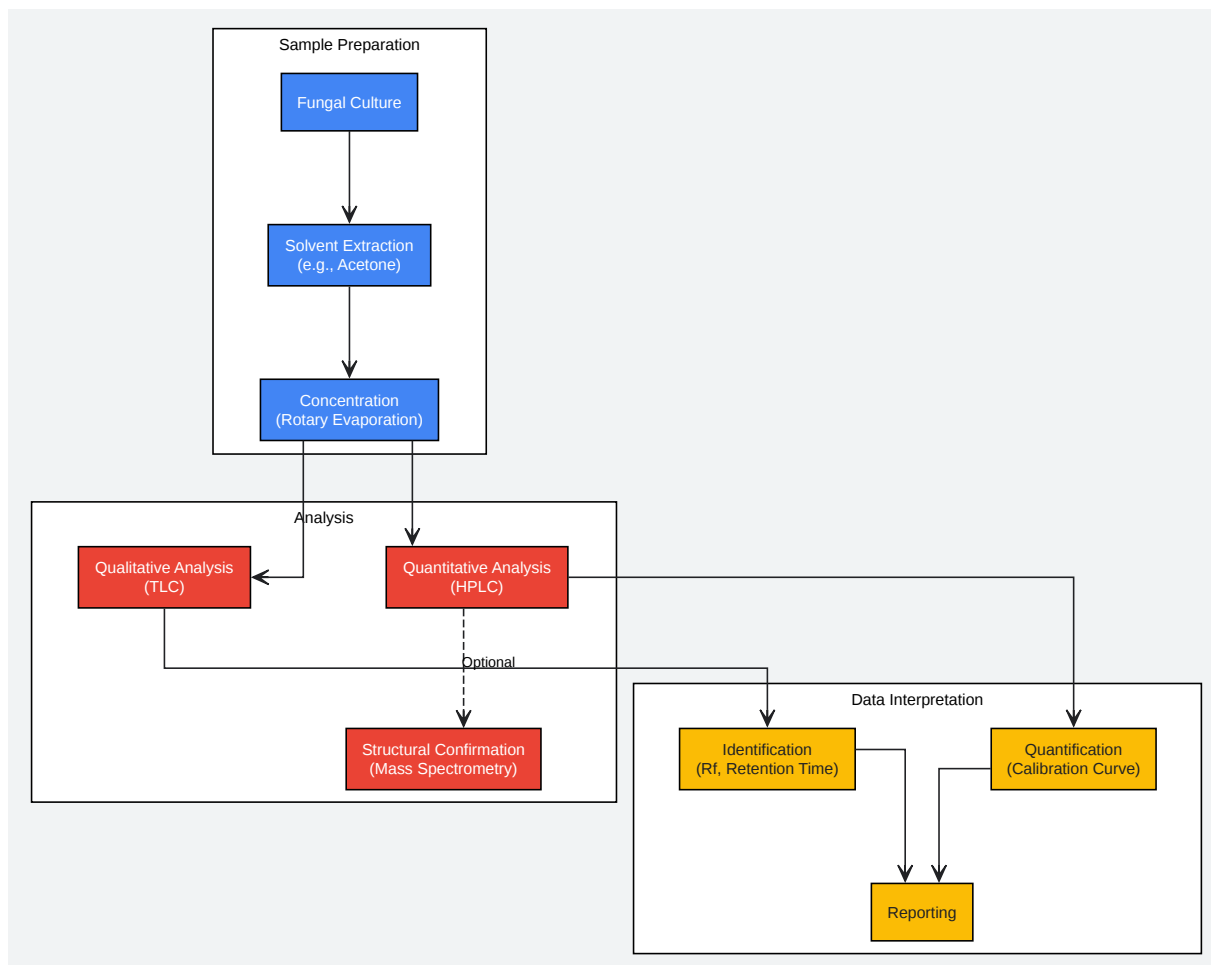 Sample Preparation
Fungal Culture
Solvent Extraction
(e.g., Acetone)
Concentration
(Rotary Evaporation)
Analysis
Qualitative Analysis
(TLC)
Quantitative Analysis
(HPLC)
Optional
Structural Confirmation
(Mass Spectrometry)
Data Interpretation
Identification
(Rf, Retention Time)
Quantification
(Calibration Curve)
Reporting